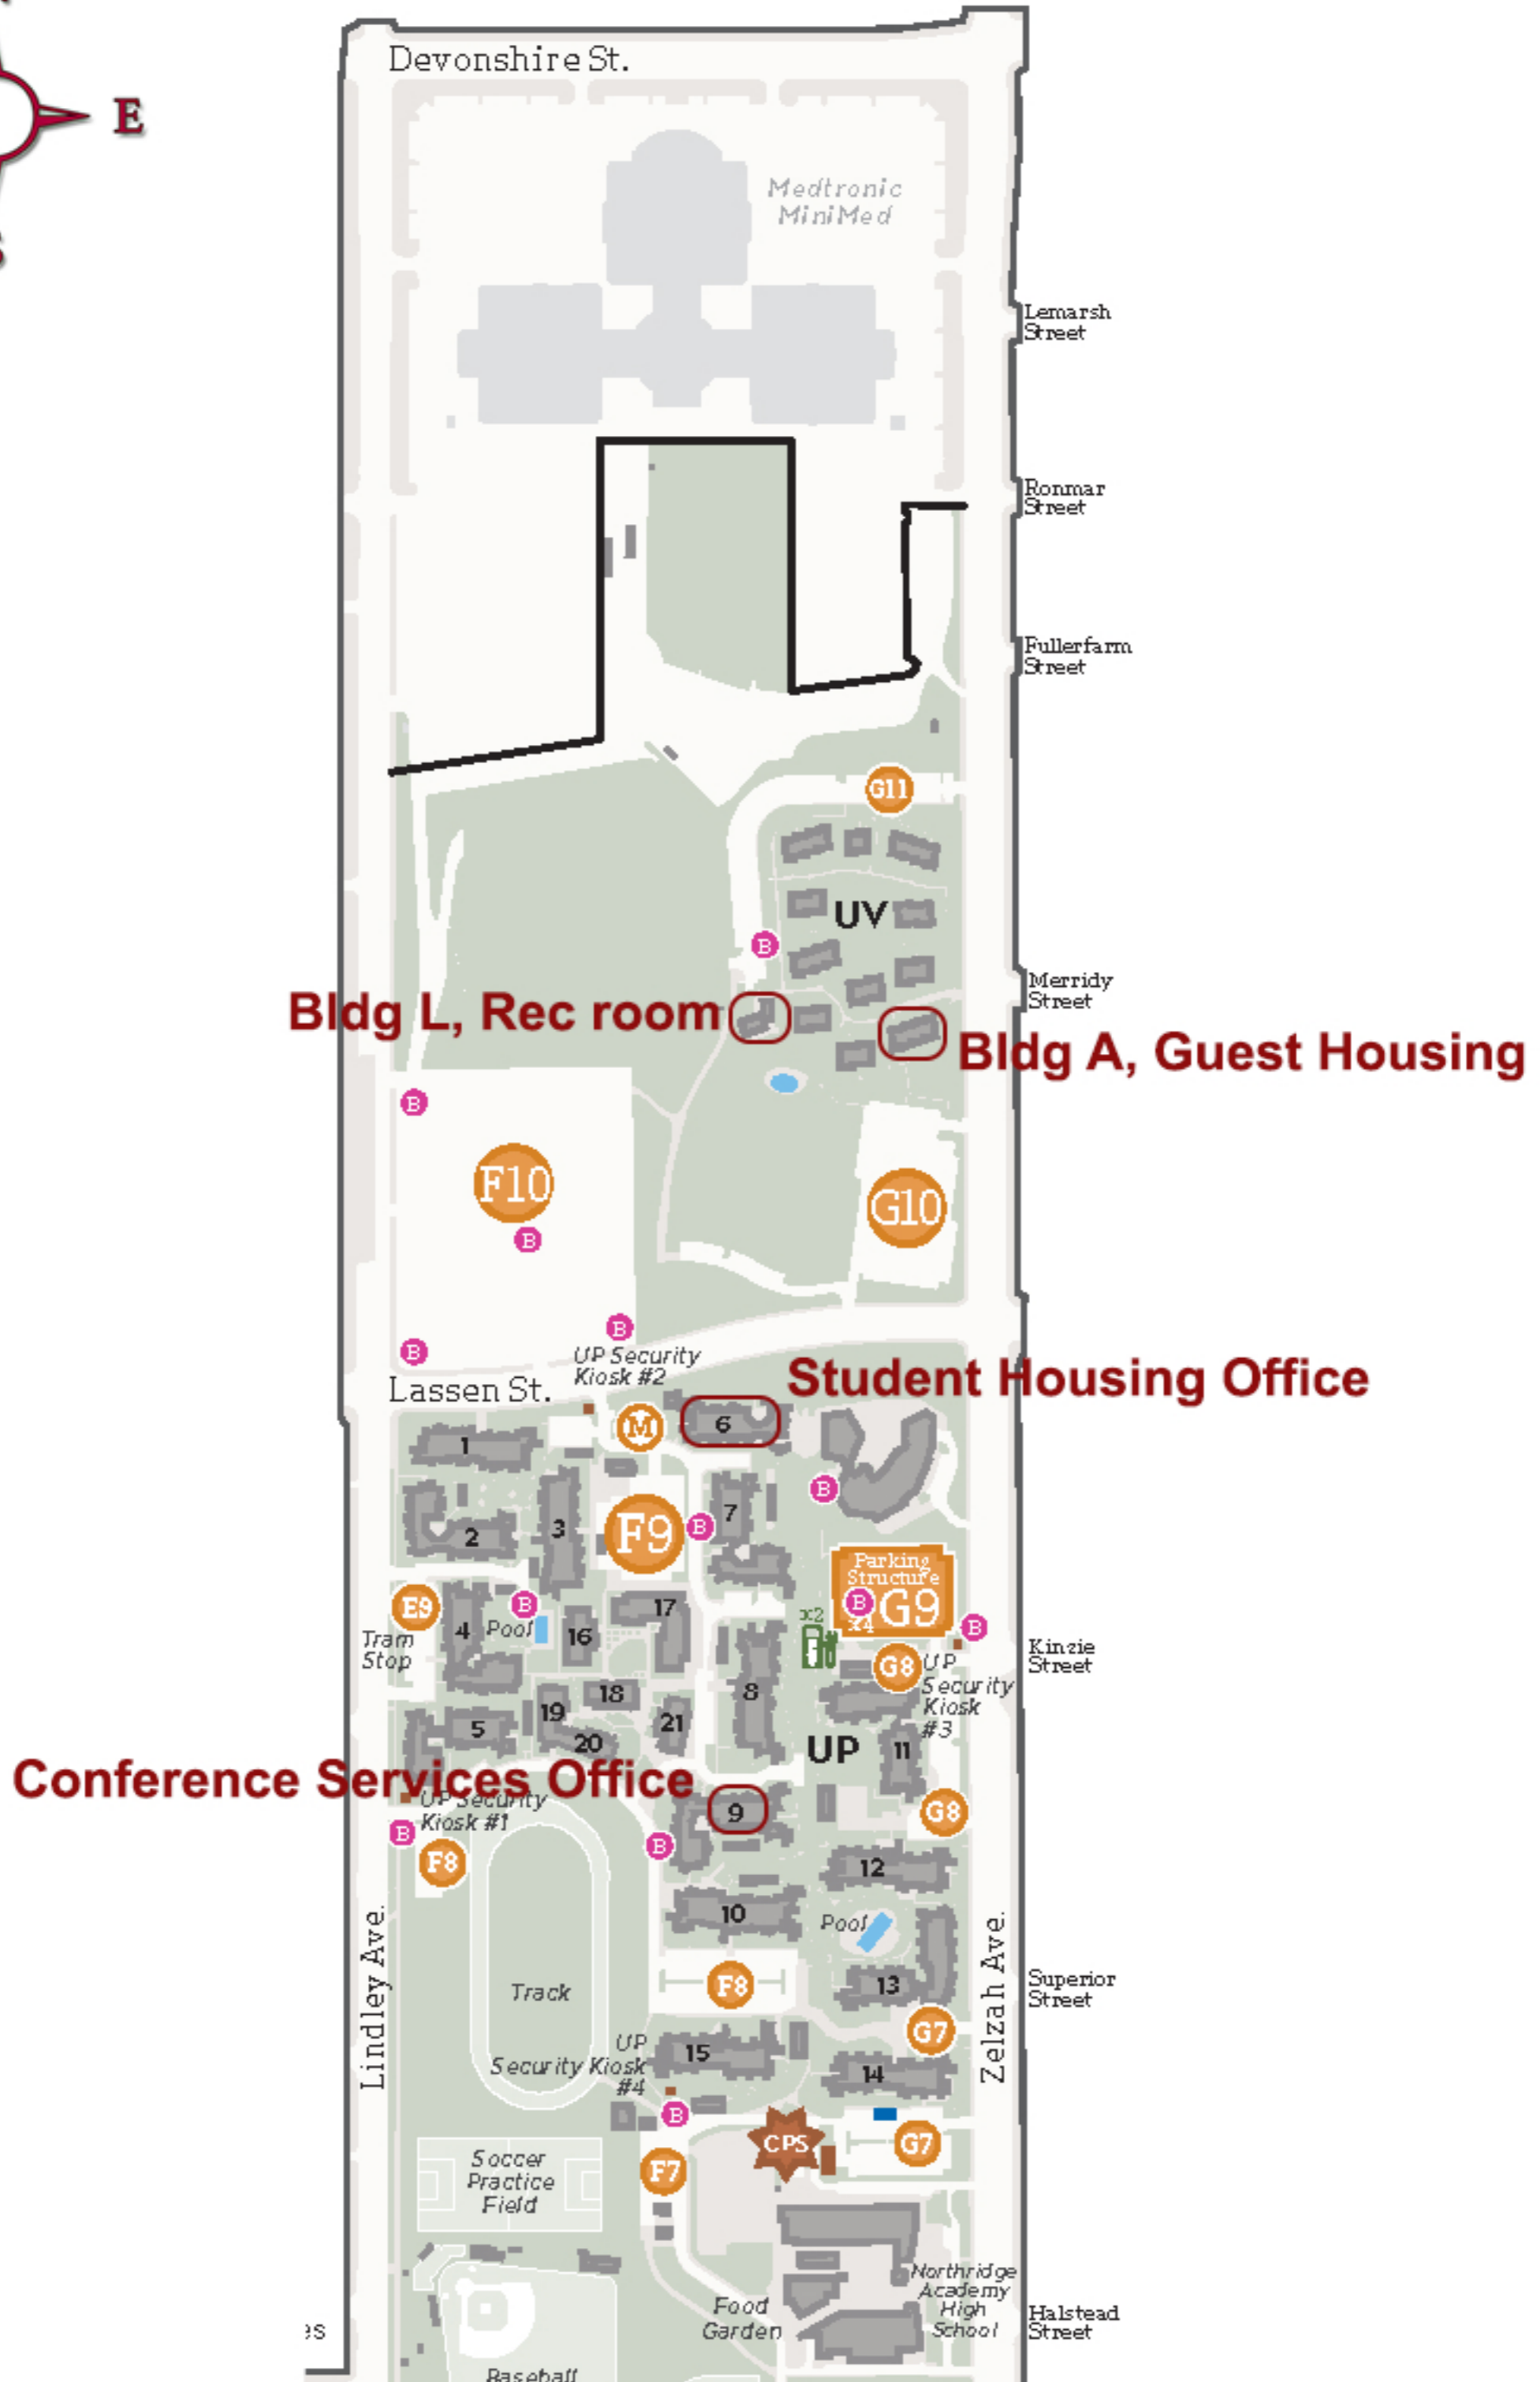 Devonshire St.
E
Medtronic
MiniMed
Lemarsh
Street
Ronmar
Street
Fullerfarm
Street
G11
UV
B
Merridy
Street
Bldg L, Rec room
Bldg A, Guest Housing
B
F10
G10
B
B
B
UP Security
Kiosk #2
Lassen St.
Student Housing Office
M
6
1
B
F9
B
7
2
3
Parking
Structure
B
G9
x4
E9
B
17
x2
B
Tram
Stop
4
Pool
16
Kinzie
Street
G8
UP
Security
Kiosk
#3
18
8
19
21
5
20
UP
11
Conference Services Office
UP Security
Kiosk #1
9
G8
B
B
F8
12
10
Pool
Lindley Ave.
Zelzah Ave.
Track
F8
13
Superior
Street
G7
UP
Security Kiosk
#4
15
14
B
CPS
G7
Soccer
Practice
Field
F7
Northridge
Academy
High
School
Food
Garden
Halstead
Street
es
Baseball